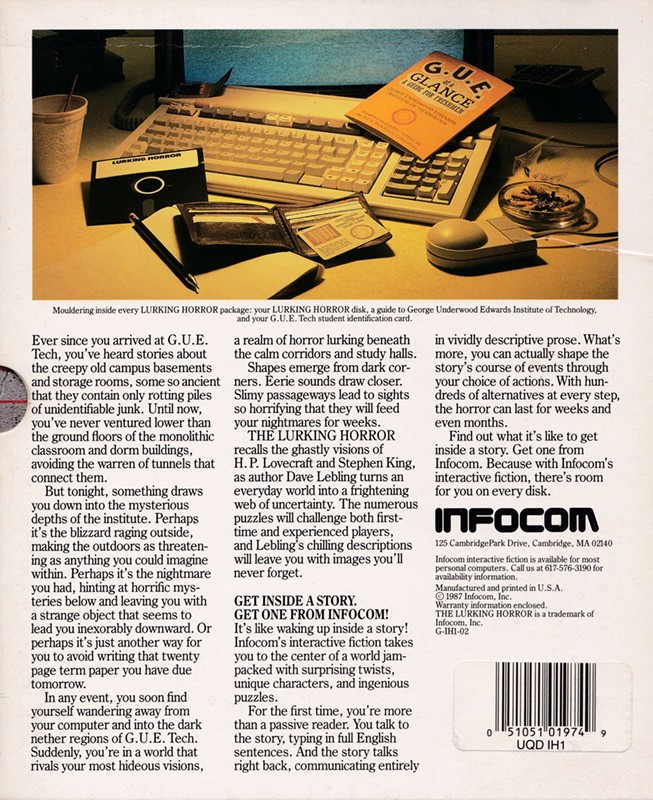 G.U.E.
at a
GLANCE
A GUIDE FOR FRESHMEN
LURKING HORROR
Mouldering inside every LURKING HORROR package: your LURKING HORROR disk, a guide to George Underwood Edwards Institute of Technology,
and your G.U.E. Tech student identification card.
Ever since you arrived at G.U.E.
Tech, you've heard stories about
the creepy old campus basements
and storage rooms, some so ancient
that they contain only rotting piles
of unidentifiable junk. Until now,
you've never ventured lower than
the ground floors of the monolithic
classroom and dorm buildings,
avoiding the warren of tunnels that
connect them.
But tonight, something draws
you down into the mysterious
depths of the institute. Perhaps
it's the blizzard raging outside,
making the outdoors as threaten-
ing as anything you could imagine
within. Perhaps it's the nightmare
you had, hinting at horrific mys-
teries below and leaving you with
a strange object that seems to
lead you inexorably downward. Or
perhaps it's just another way for
you to avoid writing that twenty
page term paper you have due
tomorrow.
In any event, you soon find
yourself wandering away from
your computer and into the dark
nether regions of G.U.E. Tech.
Suddenly, you're in a world that
rivals your most hideous visions,
a realm of horror lurking beneath
the calm corridors and study halls.
Shapes emerge from dark cor-
ners. Eerie sounds draw closer.
Slimy passageways lead to sights
so horrifying that they will feed
your nightmares for weeks.
THE LURKING HORROR
recalls the ghastly visions of
H. P. Lovecraft and Stephen King,
as author Dave Lebling turns an
everyday world into a frightening
web of uncertainty. The numerous
puzzles will challenge both first-
time and experienced players,
and Lebling's chilling descriptions
will leave you with images you'll
never forget.
GET INSIDE A STORY.
GET ONE FROM INFOCOM!
It's like waking up inside a story!
Infocom's interactive fiction takes
you to the center of a world jam-
packed with surprising twists,
unique characters, and ingenious
puzzles.
For the first time, you're more
than a passive reader. You talk to
the story, typing in full English
sentences. And the story talks
right back, communicating entirely
in vividly descriptive prose. What's
more, you can actually shape the
story's course of events through
your choice of actions. With hun-
dreds of alternatives at every step,
the horror can last for weeks and
even months.
Find out what it's like to get
inside a story. Get one from
Infocom. Because with Infocom's
interactive fiction, there's room
for you on every disk.
INFOCOM
125 CambridgePark Drive, Cambridge, MA 02140
Infocom interactive fiction is available for most
personal computers. Call us at 617-576-3190 for
availability information.
Manufactured and printed in U.S.A.
© 1987 Infocom, Inc.
Warranty information enclosed.
THE LURKING HORROR is a trademark of
Infocom, Inc.
G-IH1-02
0 51051 01974 9
UQD IH1